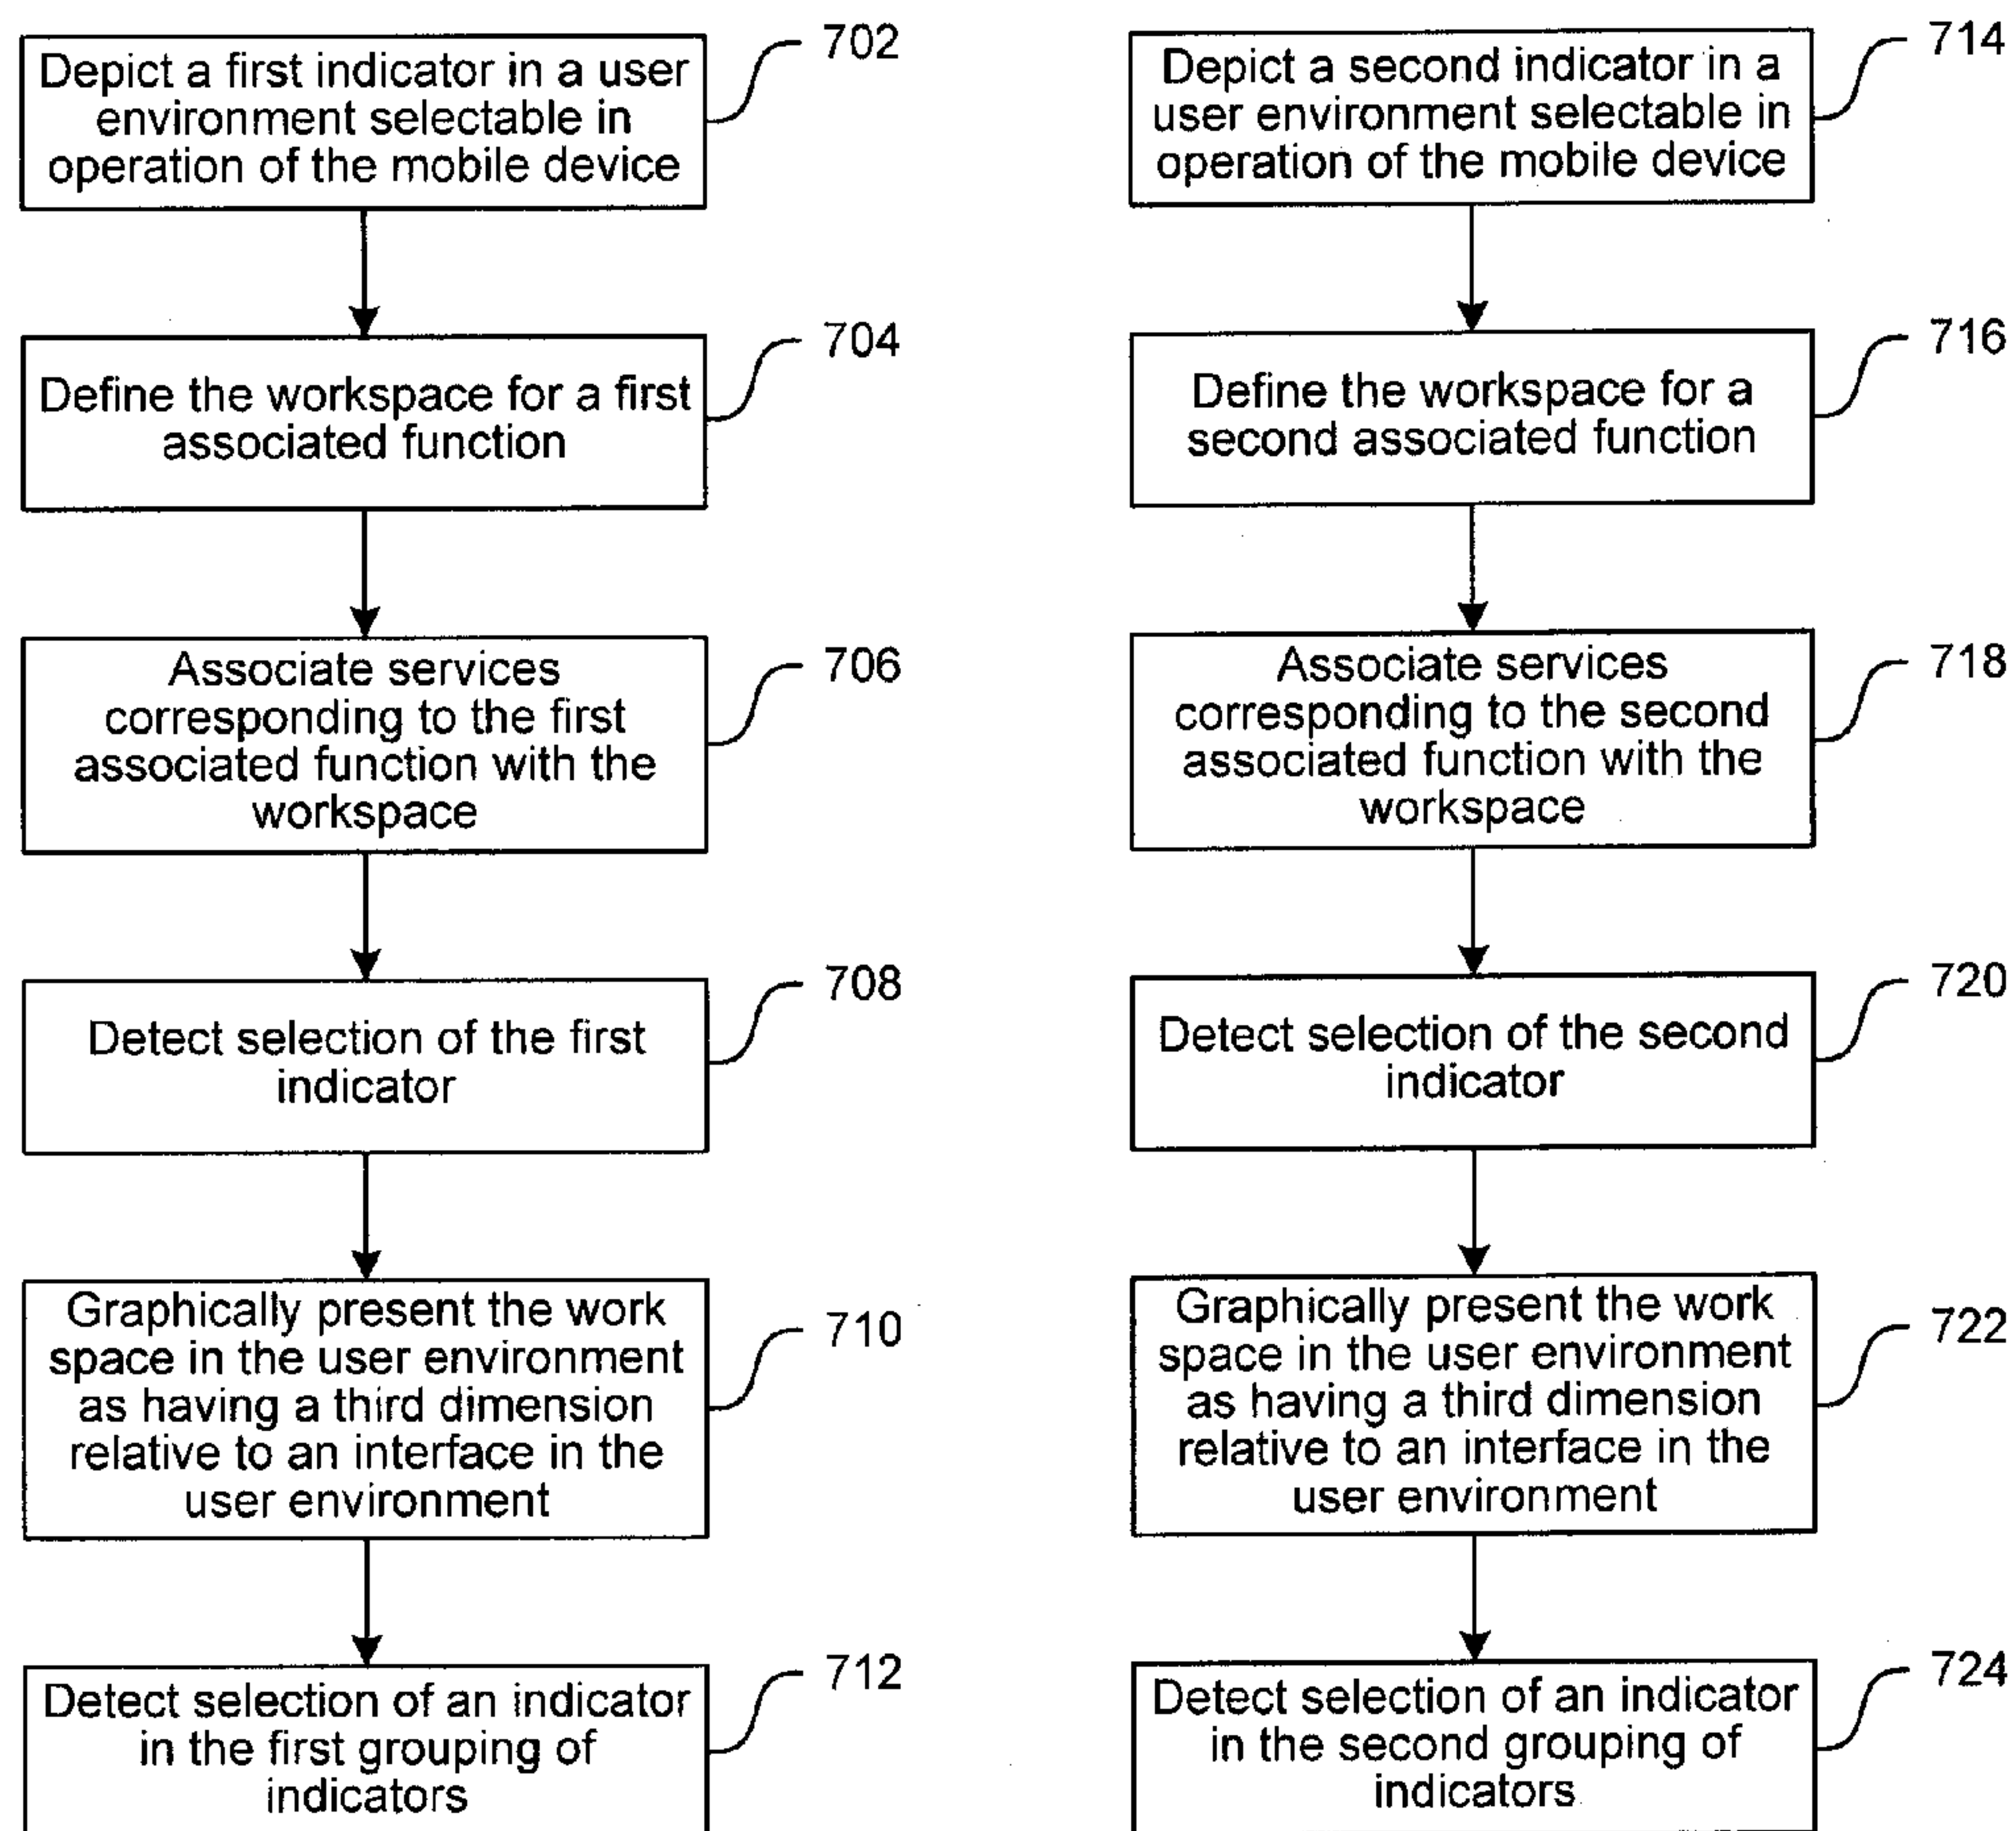 702
Depict a first indicator in a user
environment selectable in
operation of the mobile device
704
Define the workspace for a first
associated function
706
Associate services
corresponding to the first
associated function with the
workspace
708
Detect selection of the first
indicator
710
Graphically present the work
space in the user environment
as having a third dimension
relative to an interface in the
user environment
712
Detect selection of an indicator
in the first grouping of
indicators
714
Depict a second indicator in a
user environment selectable in
operation of the mobile device
716
Define the workspace for a
second associated function
718
Associate services
corresponding to the second
associated function with the
workspace
720
Detect selection of the second
indicator
722
Graphically present the work
space in the user environment
as having a third dimension
relative to an interface in the
user environment
724
Detect selection of an indicator
in the second grouping of
indicators